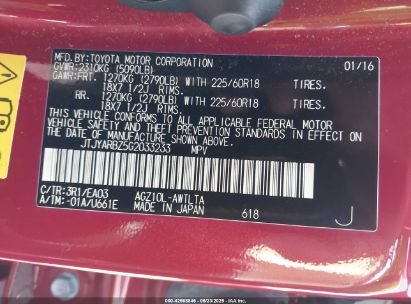 MFD. BY: TOYOTA MOTOR CORPORATION 01/16
GVWR:2310KG (5090LB)
GAWR:FRT. 1270KG (2790LB) WITH 225/60R18 TIRES.
18X7 1/2J RIMS.
RR. 1270KG (2790LB) WITH 225/60R18 TIRES.
18X7 1/2J RIMS.
THIS VEHICLE CONFORMS TO ALL APPLICABLE FEDERAL MOTOR
VEHICLE SAFETY STANDARDS IN EFFECT ON THE DATE OF
MANUFACTURE SHOWN ABOVE.
JTJYARBZ5G2033233 MPV
C/TR:3R1/EA03 AGZ10L-AWTLTA
A/TM:-01A/U661E MADE IN JAPAN 618 J